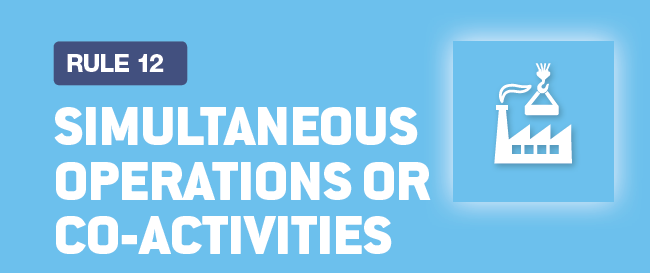 RULE 12
SIMULTANEOUS
OPERATIONS OR
CO-ACTIVITIES